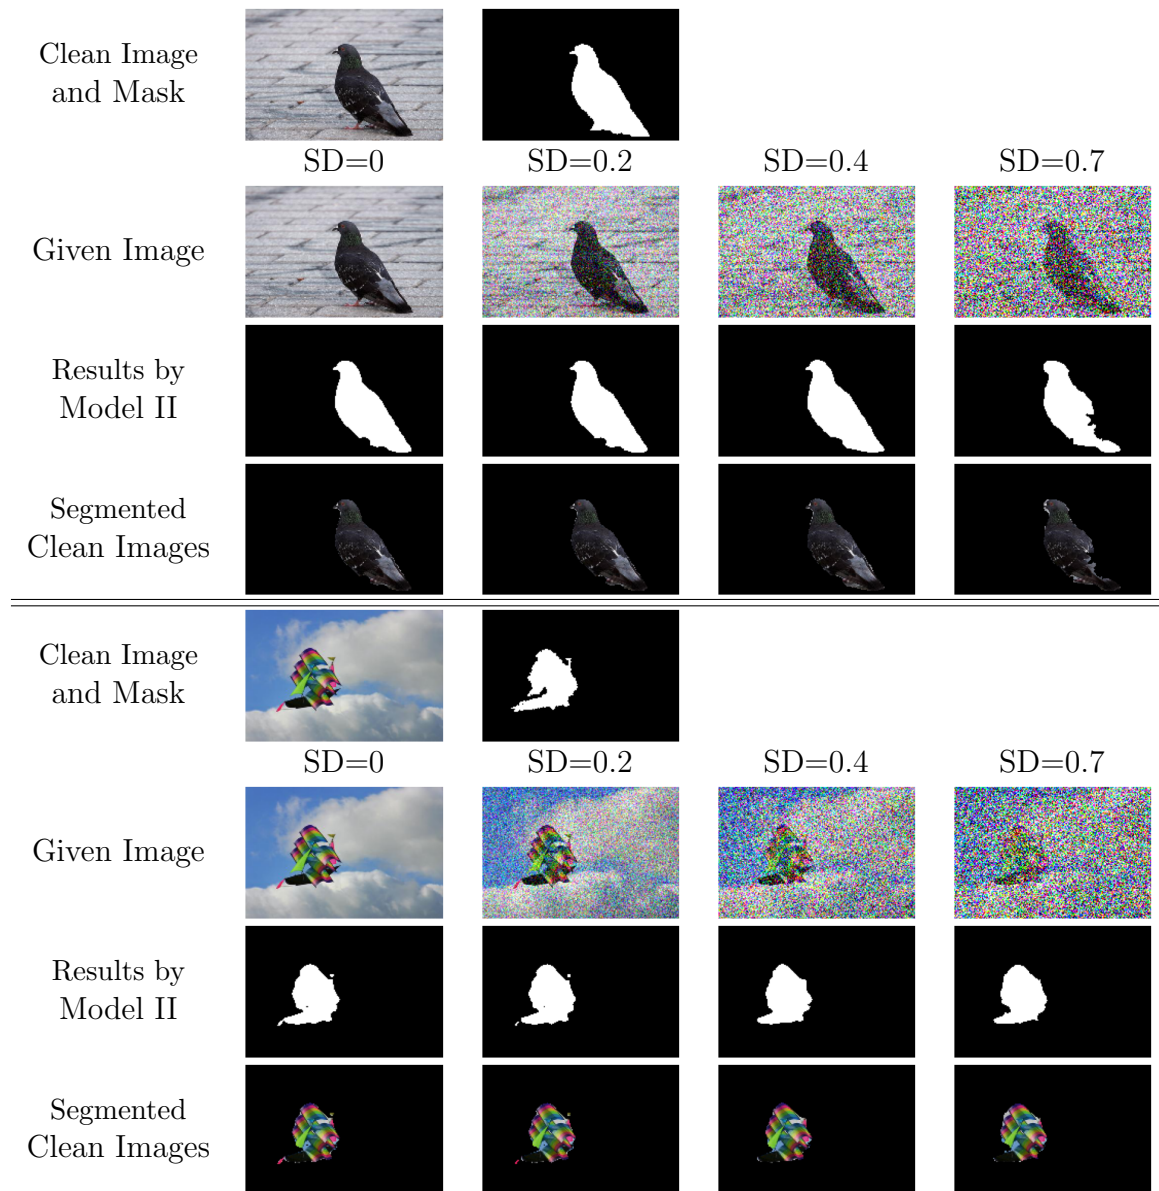 Clean Image
and Mask
SD=0 SD=0.2 SD=0.4 SD=0.7
Given Image
Results by
Model II
Segmented
Clean Images
Clean Image
and Mask
SD=0 SD=0.2 SD=0.4 SD=0.7
Given Image
Results by
Model II
Segmented
Clean Images